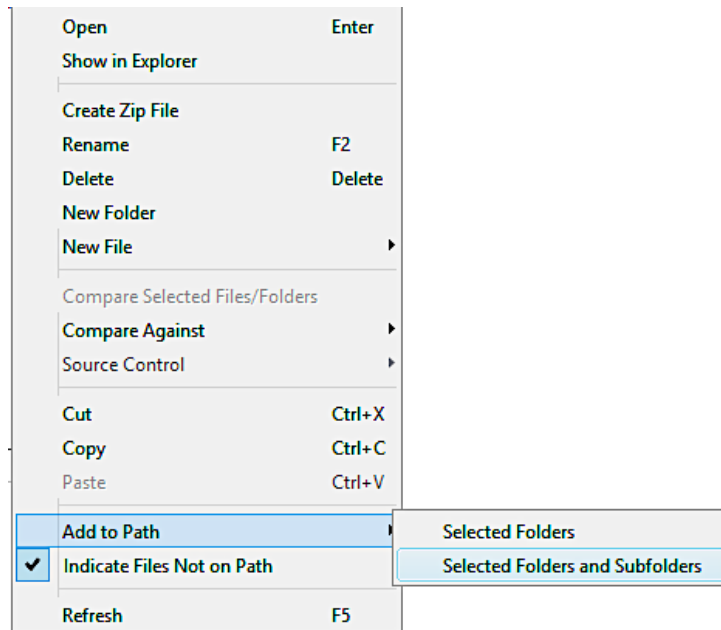 Open Enter
Show in Explorer
Create Zip File
Rename F2
Delete Delete
New Folder
New File
Compare Selected Files/Folders
Compare Against
Source Control
Cut Ctrl+X
Copy Ctrl+C
Paste Ctrl+V
Add to Path Selected Folders
Indicate Files Not on Path Selected Folders and Subfolders
Refresh F5